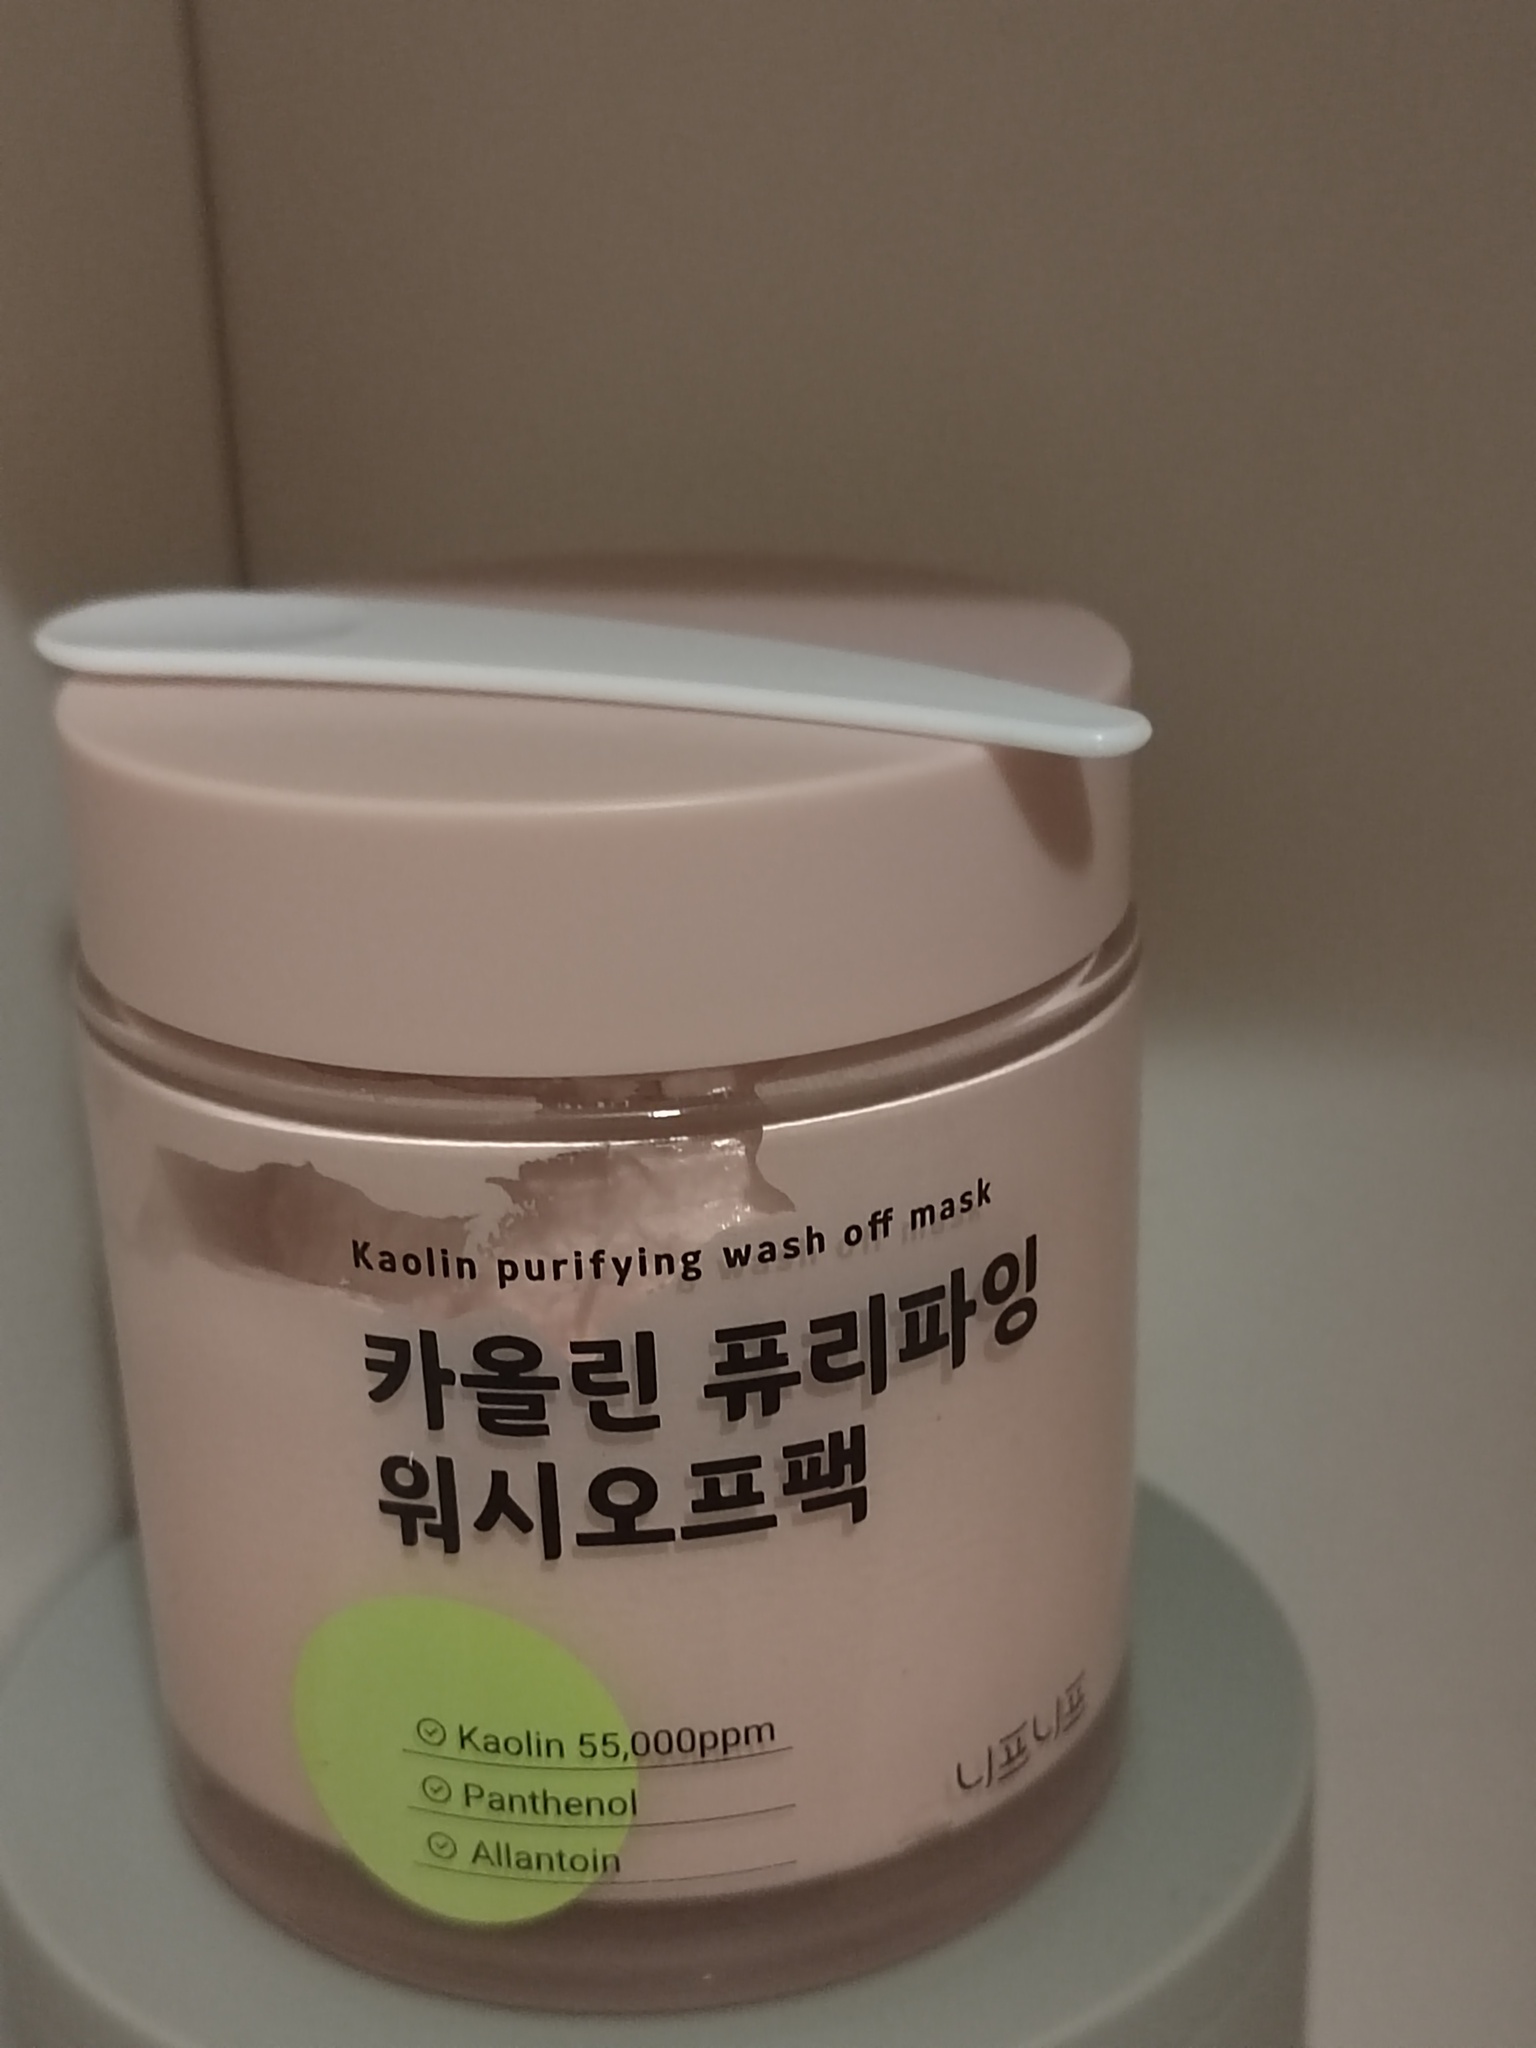 Kaolin purifying wash off mask
카올린 퓨리파잉
워시오프팩
Kaolin 55,000ppm
Panthenol
Allantoin
니프니프